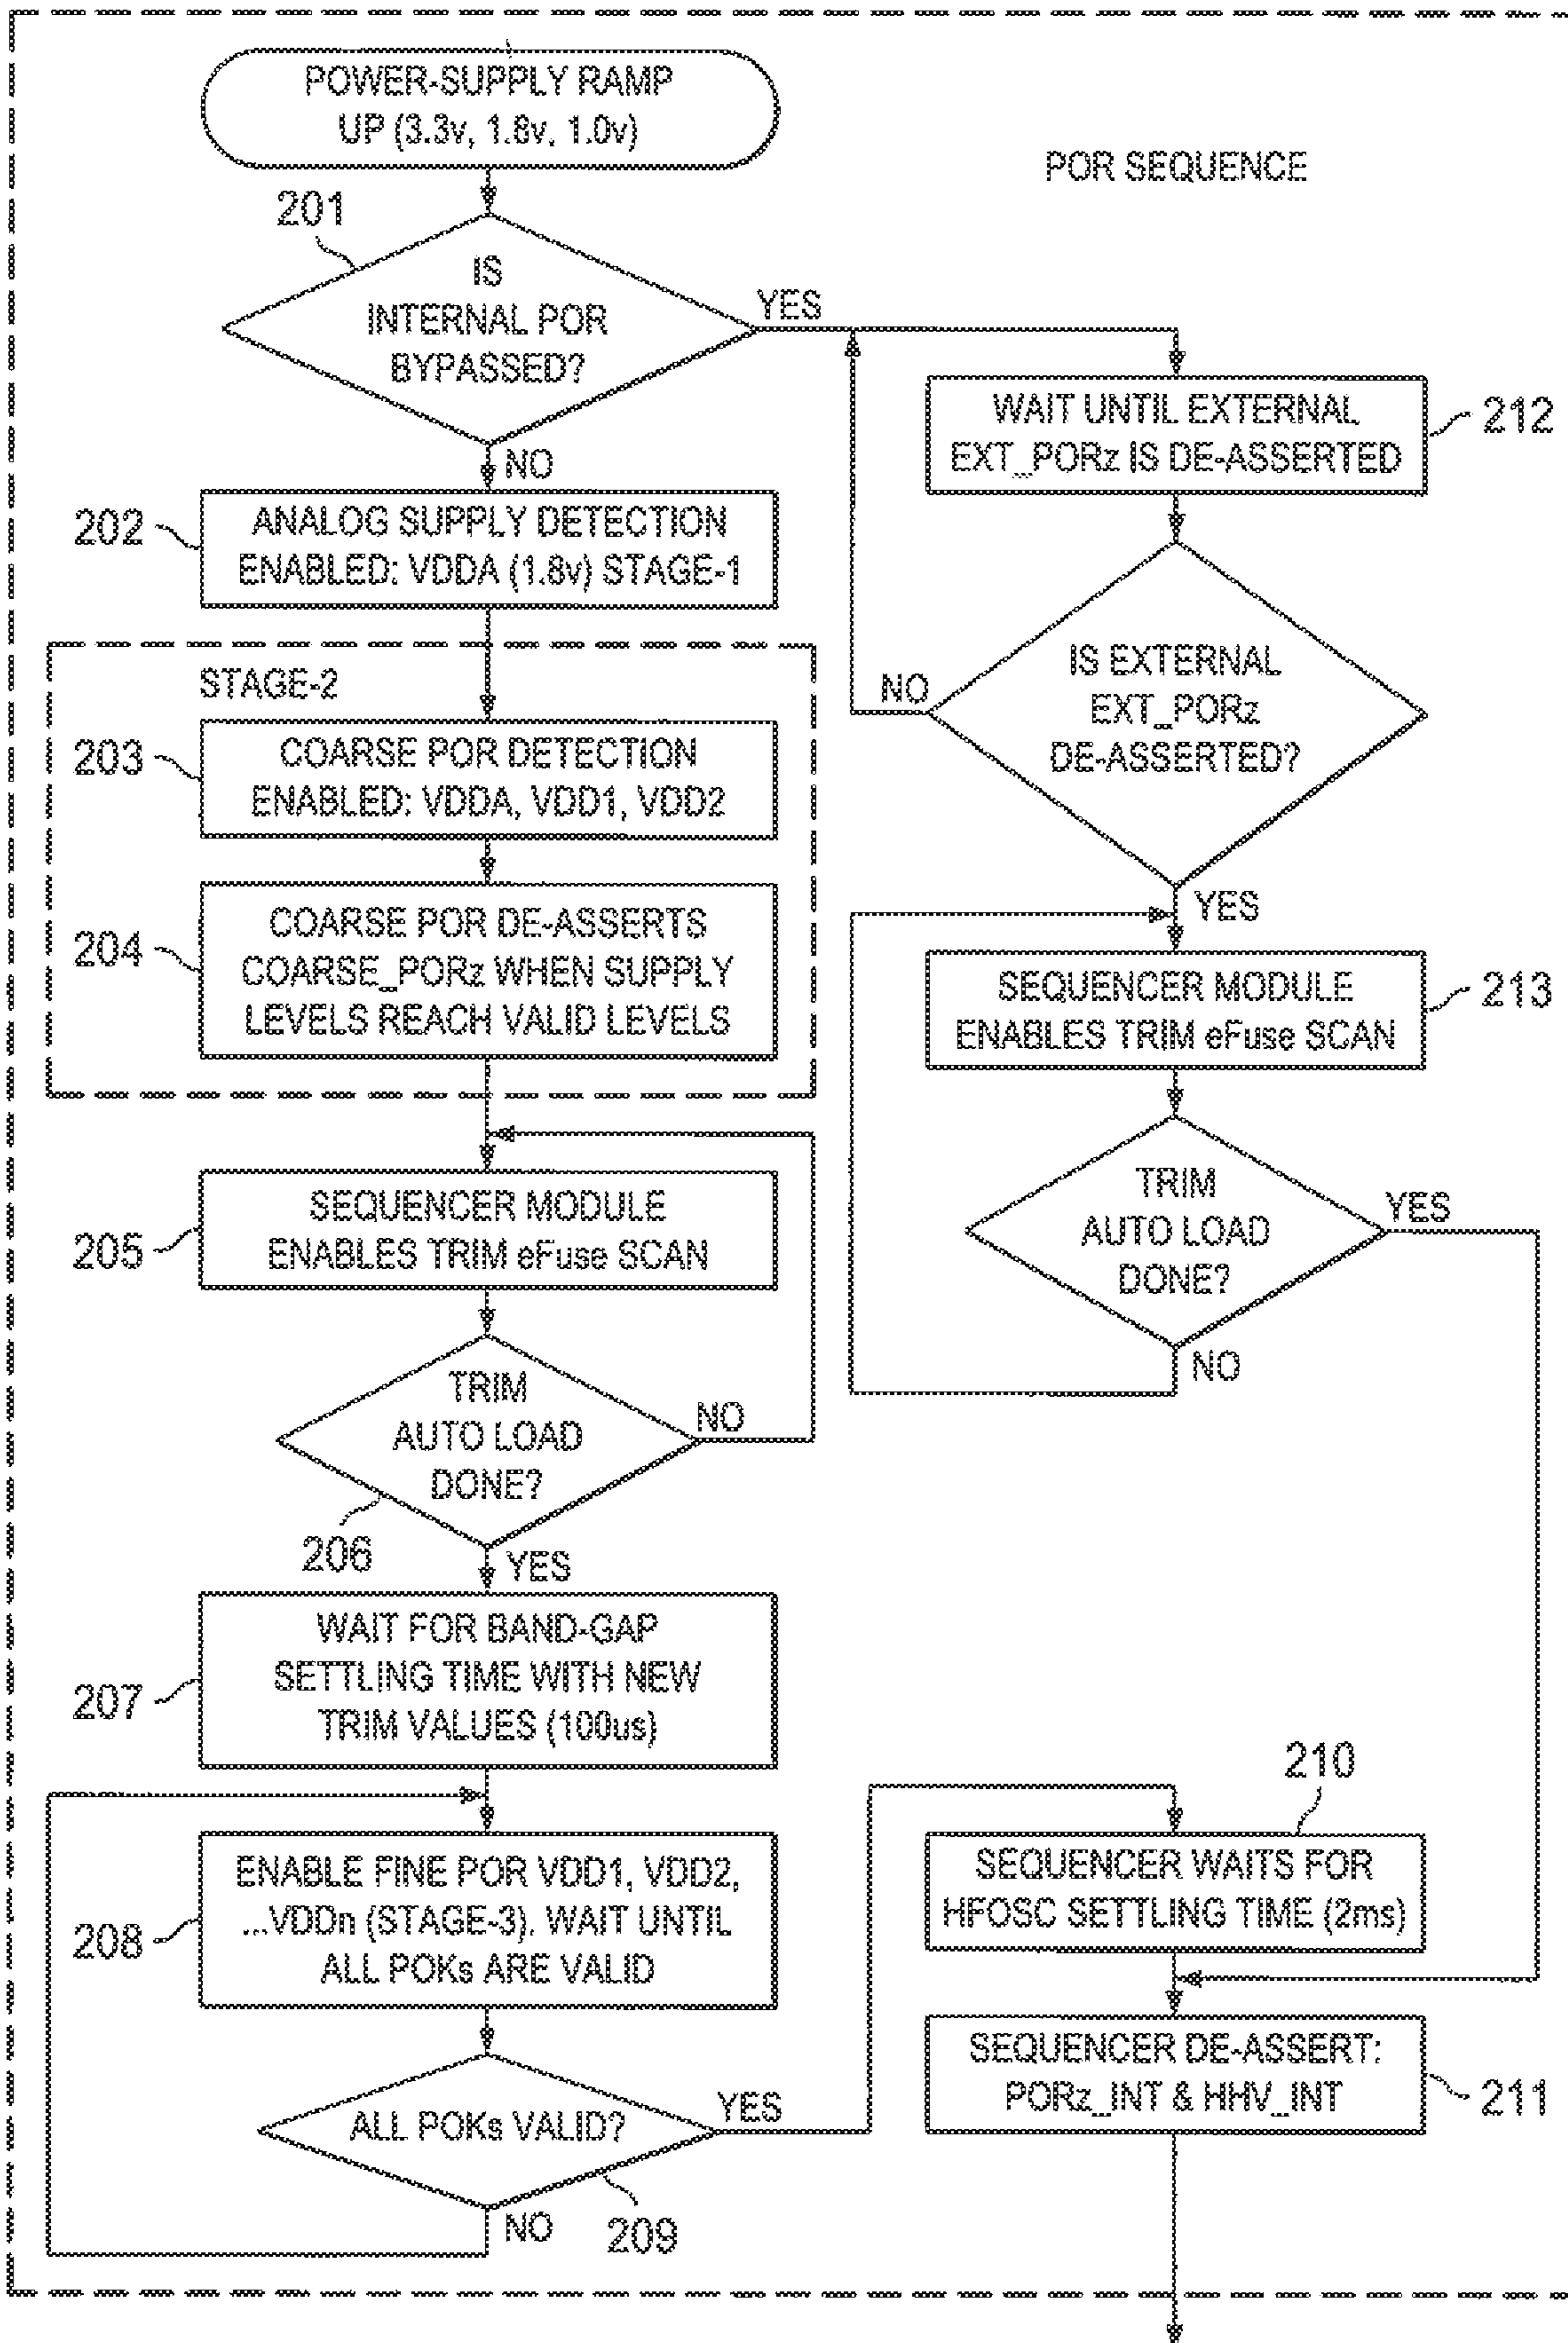 POWER-SUPPLY RAMP
UP (3.3v, 1.8v, 1.0v)
POR SEQUENCE
201
IS
INTERNAL POR
BYPASSED?
YES
NO
202
ANALOG SUPPLY DETECTION
ENABLED: VDDA (1.8v) STAGE-1
STAGE-2
203
COARSE POR DETECTION
ENABLED: VDDA, VDD1, VDD2
204
COARSE POR DE-ASSERTS
COARSE_PORz WHEN SUPPLY
LEVELS REACH VALID LEVELS
205
SEQUENCER MODULE
ENABLES TRIM eFuse SCAN
TRIM
AUTO LOAD
DONE?
NO
206
YES
207
WAIT FOR BAND-GAP
SETTLING TIME WITH NEW
TRIM VALUES (100us)
208
ENABLE FINE POR VDD1, VDD2,
...VDDn (STAGE-3). WAIT UNTIL
ALL POKs ARE VALID
ALL POKs VALID?
YES
NO
209
WAIT UNTIL EXTERNAL
EXT_PORz IS DE-ASSERTED
212
IS EXTERNAL
EXT_PORz
DE-ASSERTED?
NO
YES
SEQUENCER MODULE
ENABLES TRIM eFuse SCAN
213
TRIM
AUTO LOAD
DONE?
YES
NO
210
SEQUENCER WAITS FOR
HFOSC SETTLING TIME (2ms)
SEQUENCER DE-ASSERT:
PORz_INT & HHV_INT
211